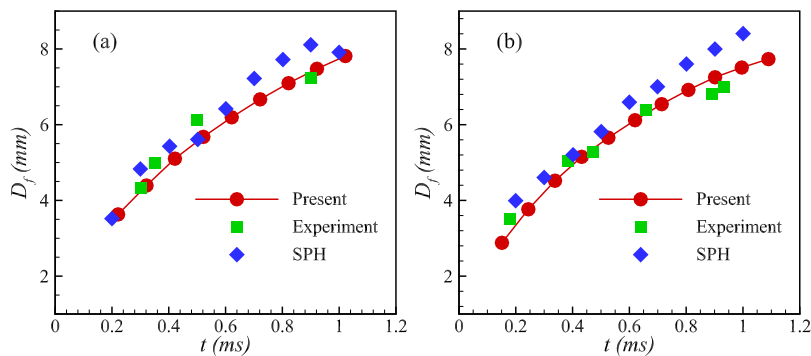 (a)
8
6
4
2
D_f (mm)
Present
Experiment
SPH
0 0.2 0.4 0.6 0.8 1 1.2
t (ms)
(b)
8
6
4
2
D_f (mm)
Present
Experiment
SPH
0 0.2 0.4 0.6 0.8 1 1.2
t (ms)